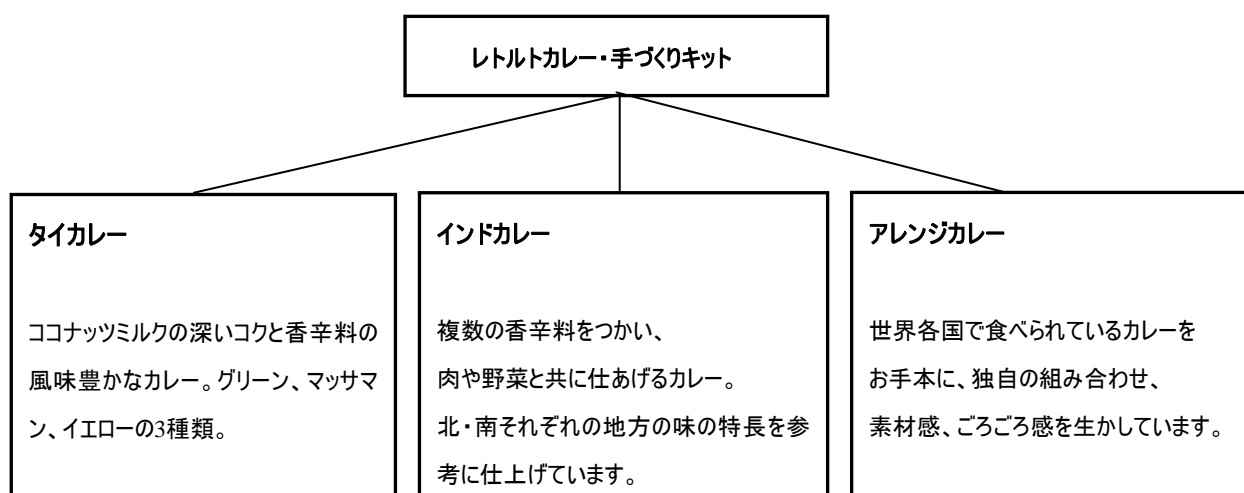 レトルトカレー・手づくりキット
タイカレー
ココナッツミルクの深いコクと香辛料の
風味豊かなカレー。グリーン、マッサマ
ン、イエローの3種類。
インドカレー
複数の香辛料をつかい、
肉や野菜と共に仕あげるカレー。
北・南それぞれの地方の味の特長を参
考に仕上げています。
アレンジカレー
世界各国で食べられているカレーを
お手本に、独自の組み合わせ、
素材感、ごろごろ感を生かしています。